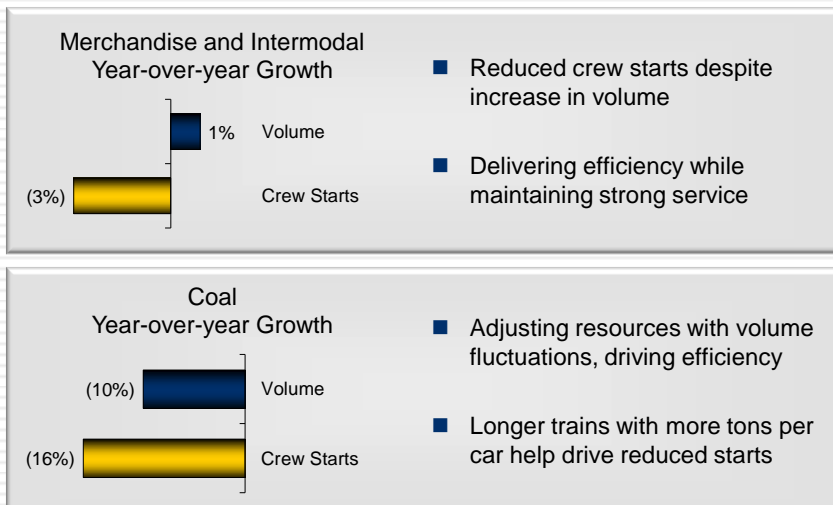 Merchandise and Intermodal
Year-over-year Growth
1%
Volume
(3%)
Crew Starts
■ Reduced crew starts despite
increase in volume
■ Delivering efficiency while
maintaining strong service
Coal
Year-over-year Growth
(10%)
Volume
(16%)
Crew Starts
■ Adjusting resources with volume
fluctuations, driving efficiency
■ Longer trains with more tons per
car help drive reduced starts